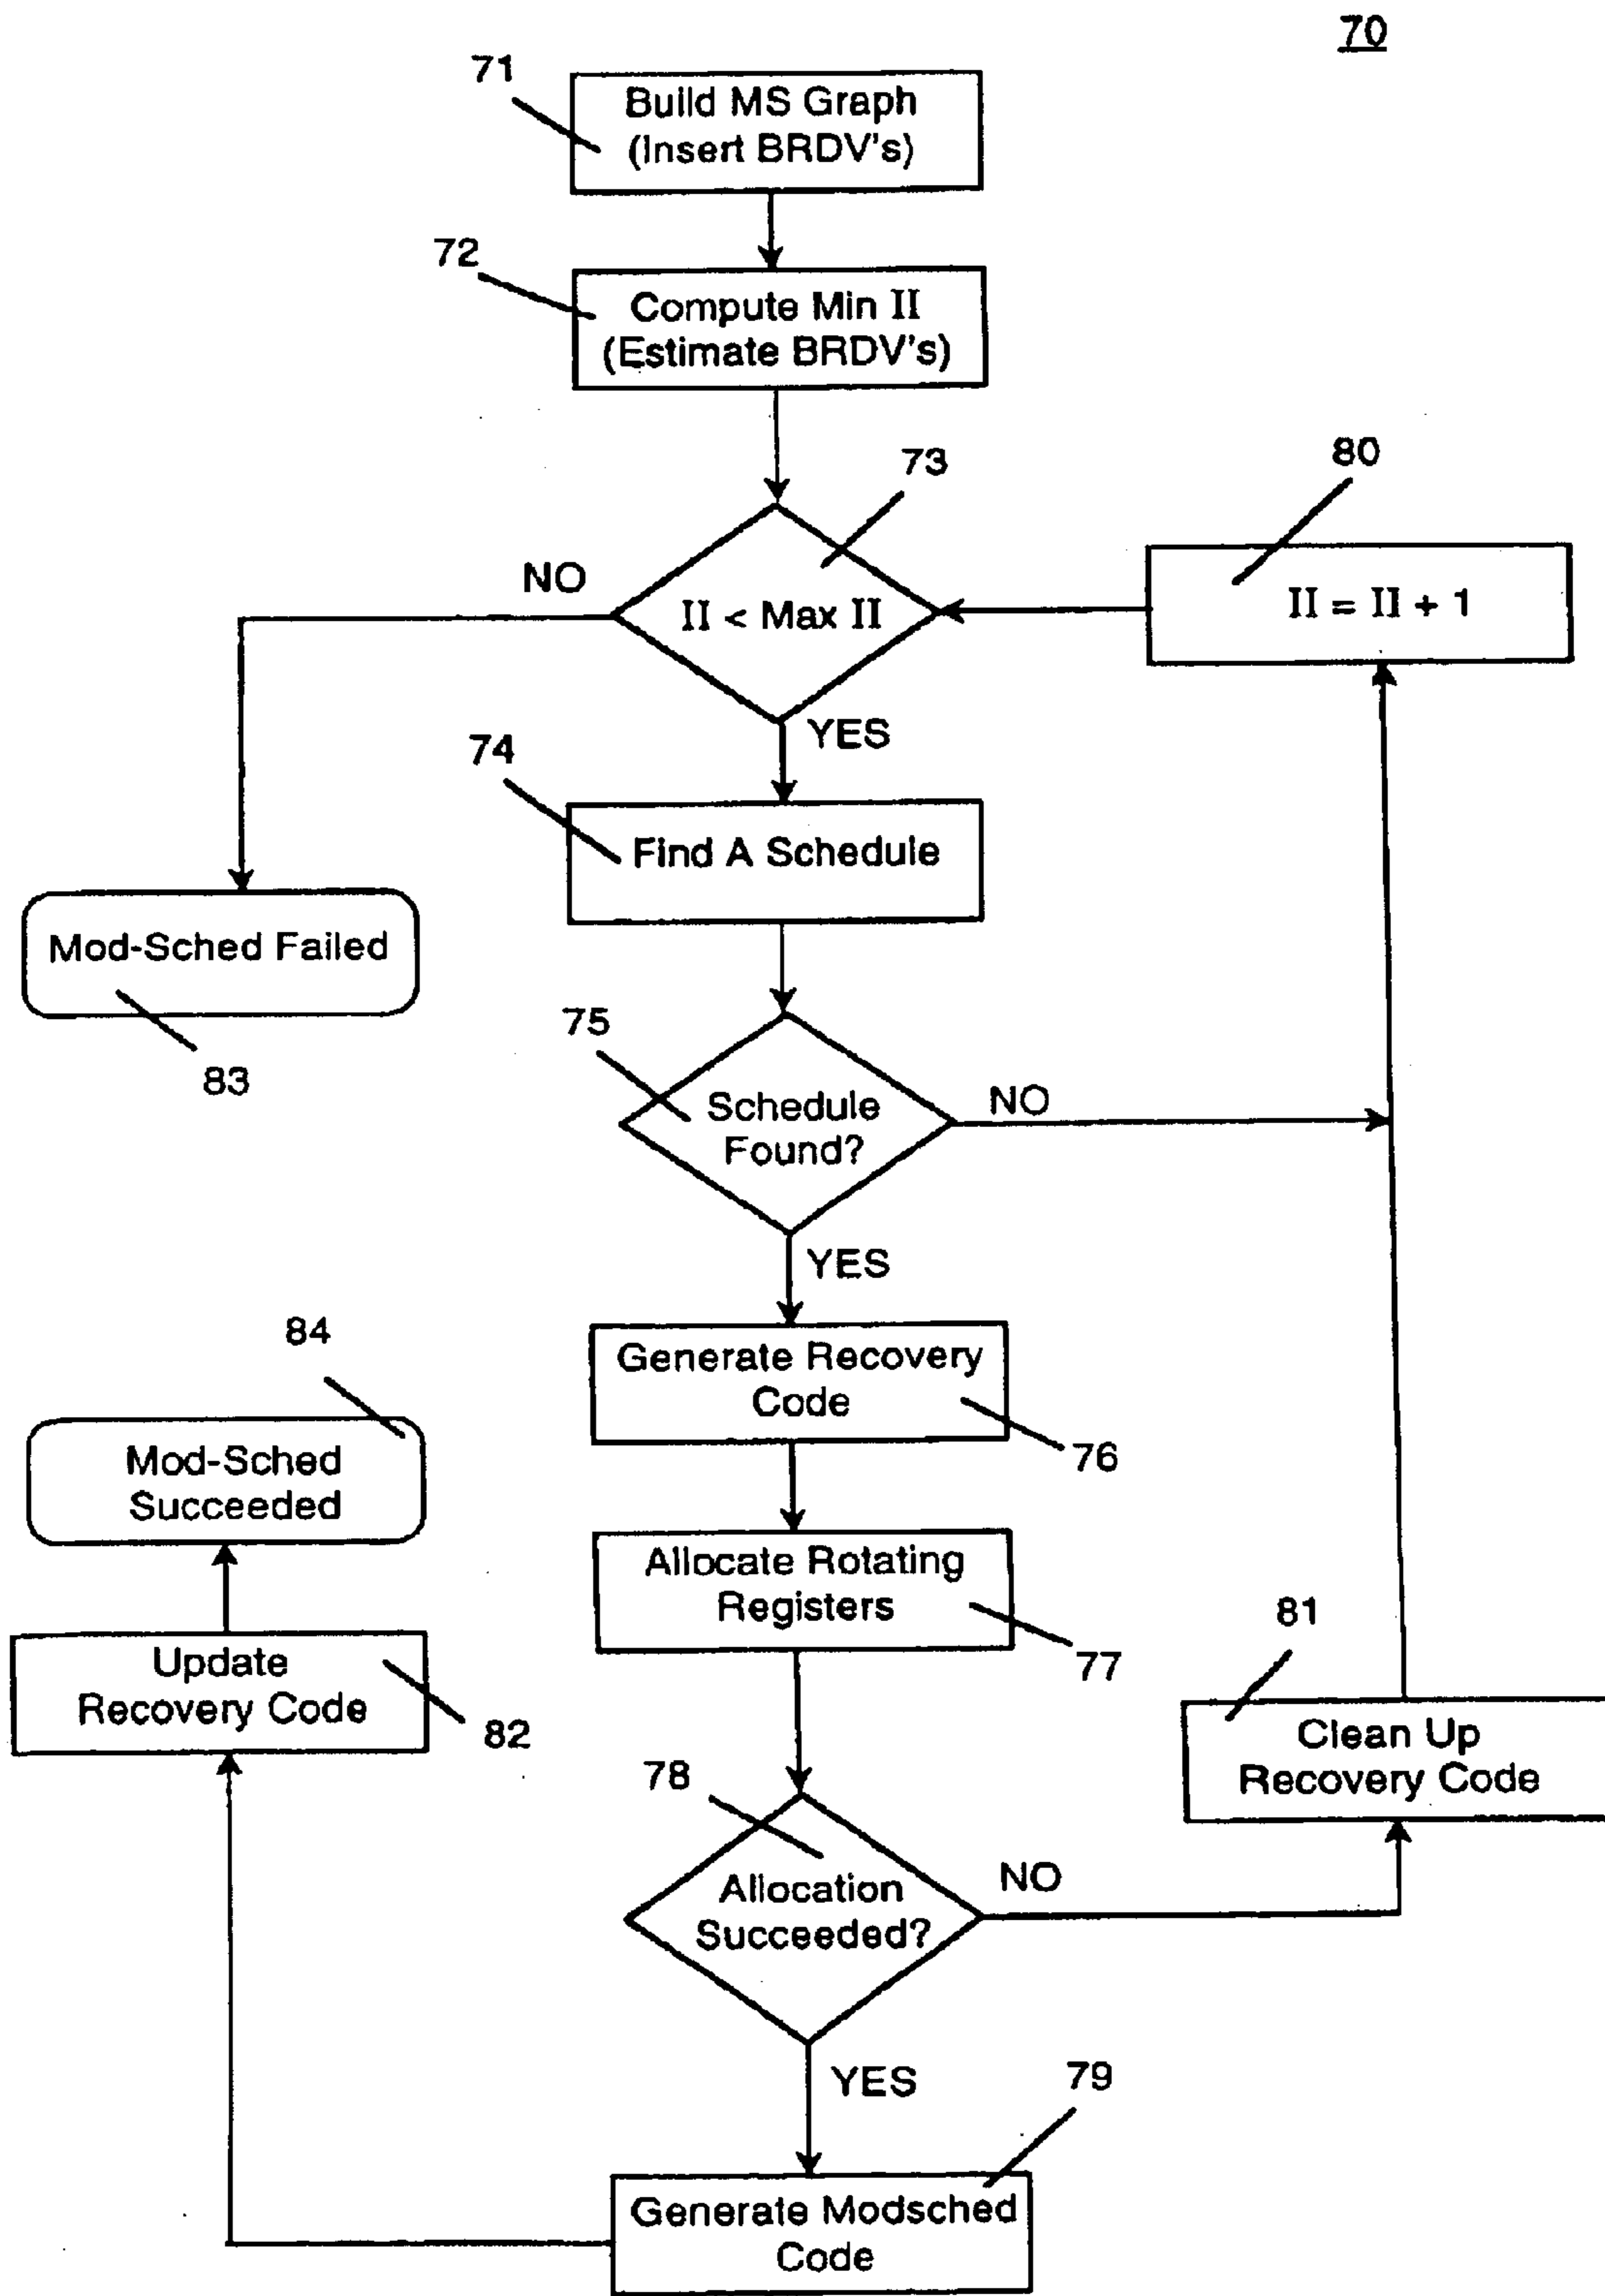 70
71
Build MS Graph
(Insert BRDV's)
72
Compute Min II
(Estimate BRDV's)
73
80
NO
II < Max II
II = II + 1
YES
74
Find A Schedule
Mod-Sched Failed
83
75
Schedule
Found?
NO
YES
84
Generate Recovery
Code
76
Mod-Sched
Succeeded
Allocate Rotating
Registers
77
81
Update
Recovery Code
82
Clean Up
Recovery Code
78
Allocation
Succeeded?
NO
YES
79
Generate Modsched
Code